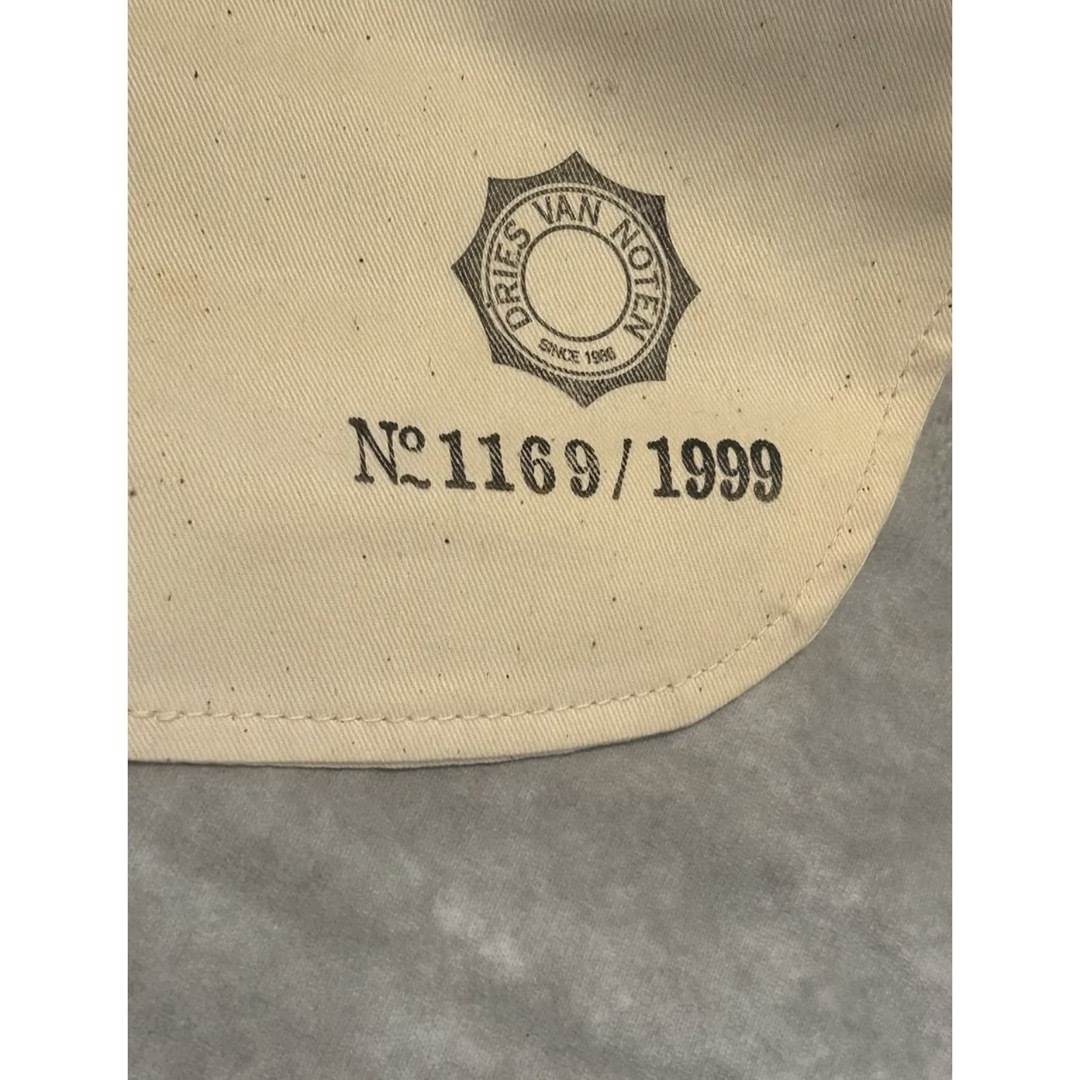 DRIES VAN NOTEN
SINCE 1986
No 1169/1999